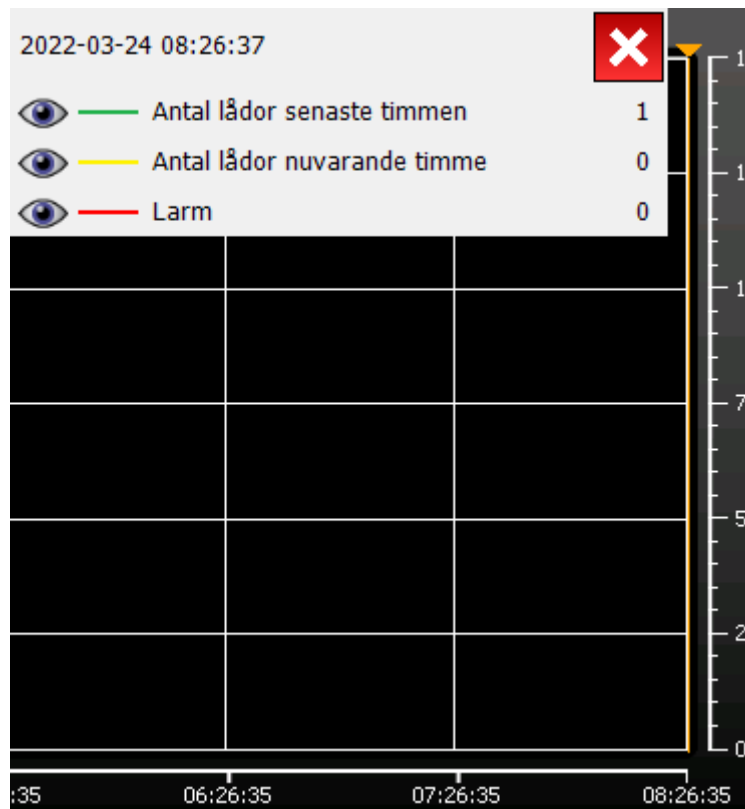 2022-03-24 08:26:37
Antal lådor senaste timmen 1
Antal lådor nuvarande timme 0
Larm 0
0
:35 06:26:35 07:26:35 08:26:35